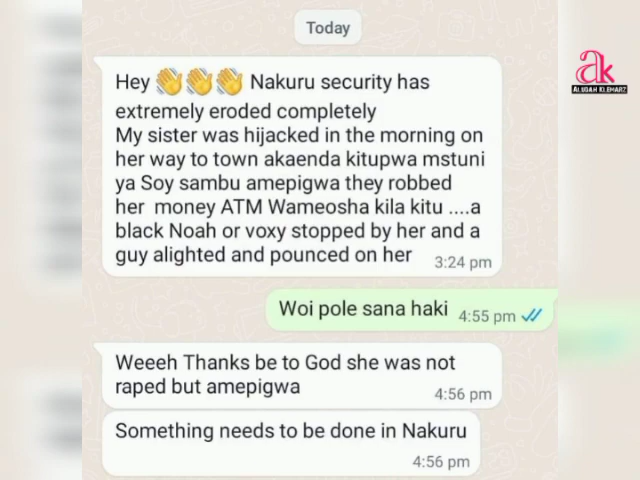 Today
ak
ALUGAH KLEMARZ
Hey 👋👋👋 Nakuru security has
extremely eroded completely
My sister was hijacked in the morning on
her way to town akaenda kitupwa mstuni
ya Soy sambu amepigwa they robbed
her money ATM Wameosha kila kitu ....a
black Noah or voxy stopped by her and a
guy alighted and pounced on her 3:24 pm
Woi pole sana haki 4:55 pm
Weeeh Thanks be to God she was not
raped but amepigwa 4:56 pm
Something needs to be done in Nakuru
4:56 pm